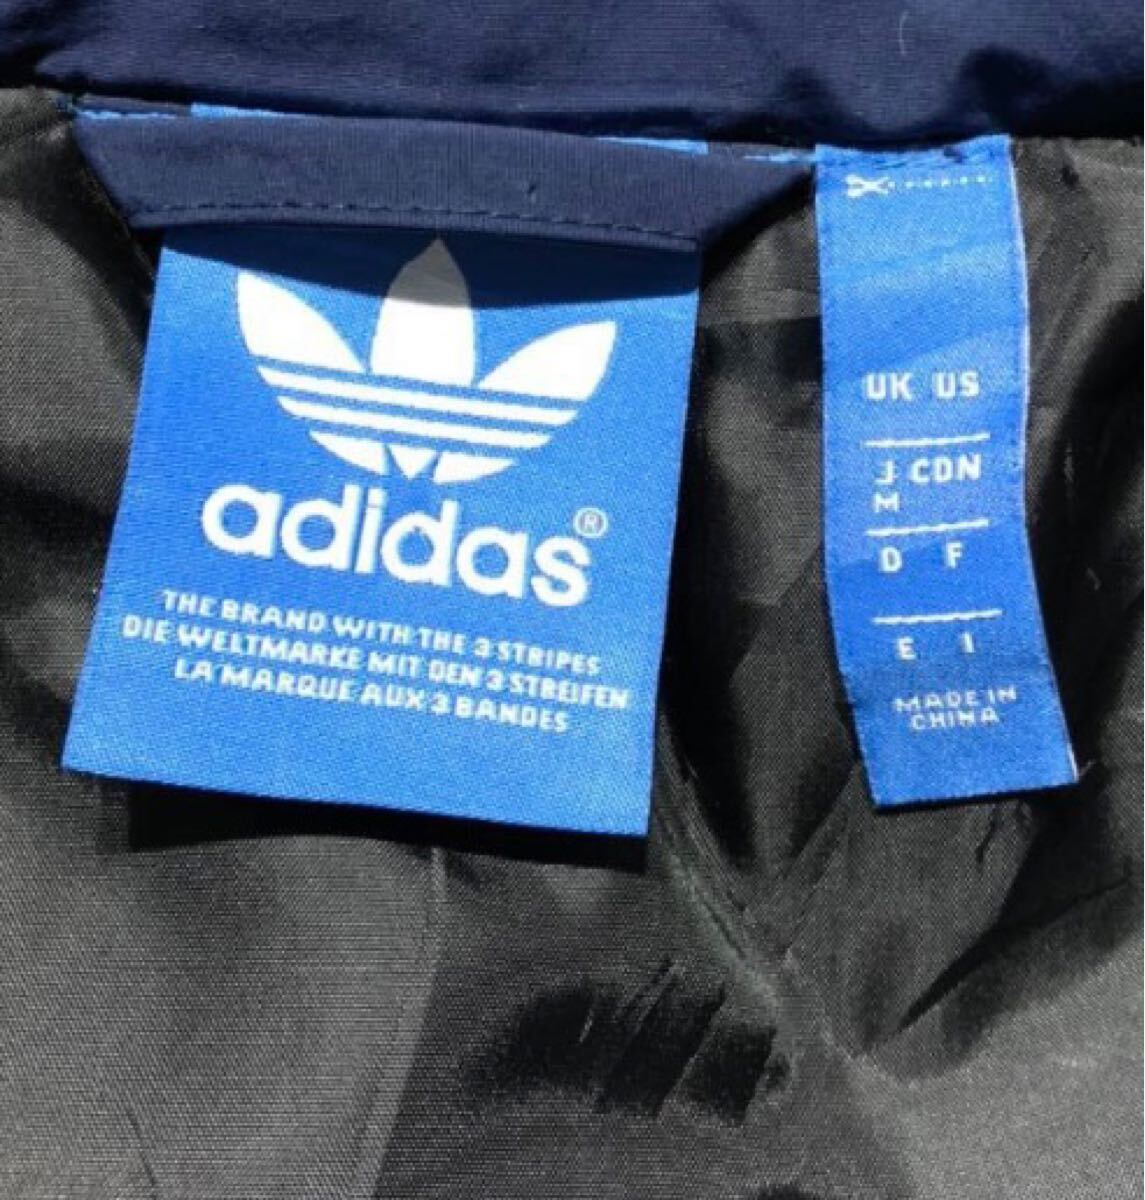 adidas®
THE BRAND WITH THE 3 STRIPES
DIE WELTMARKE MIT DEN 3 STREIFEN
LA MARQUE AUX 3 BANDES
UK US
J CDN
M
D F
E I
MADE IN
CHINA